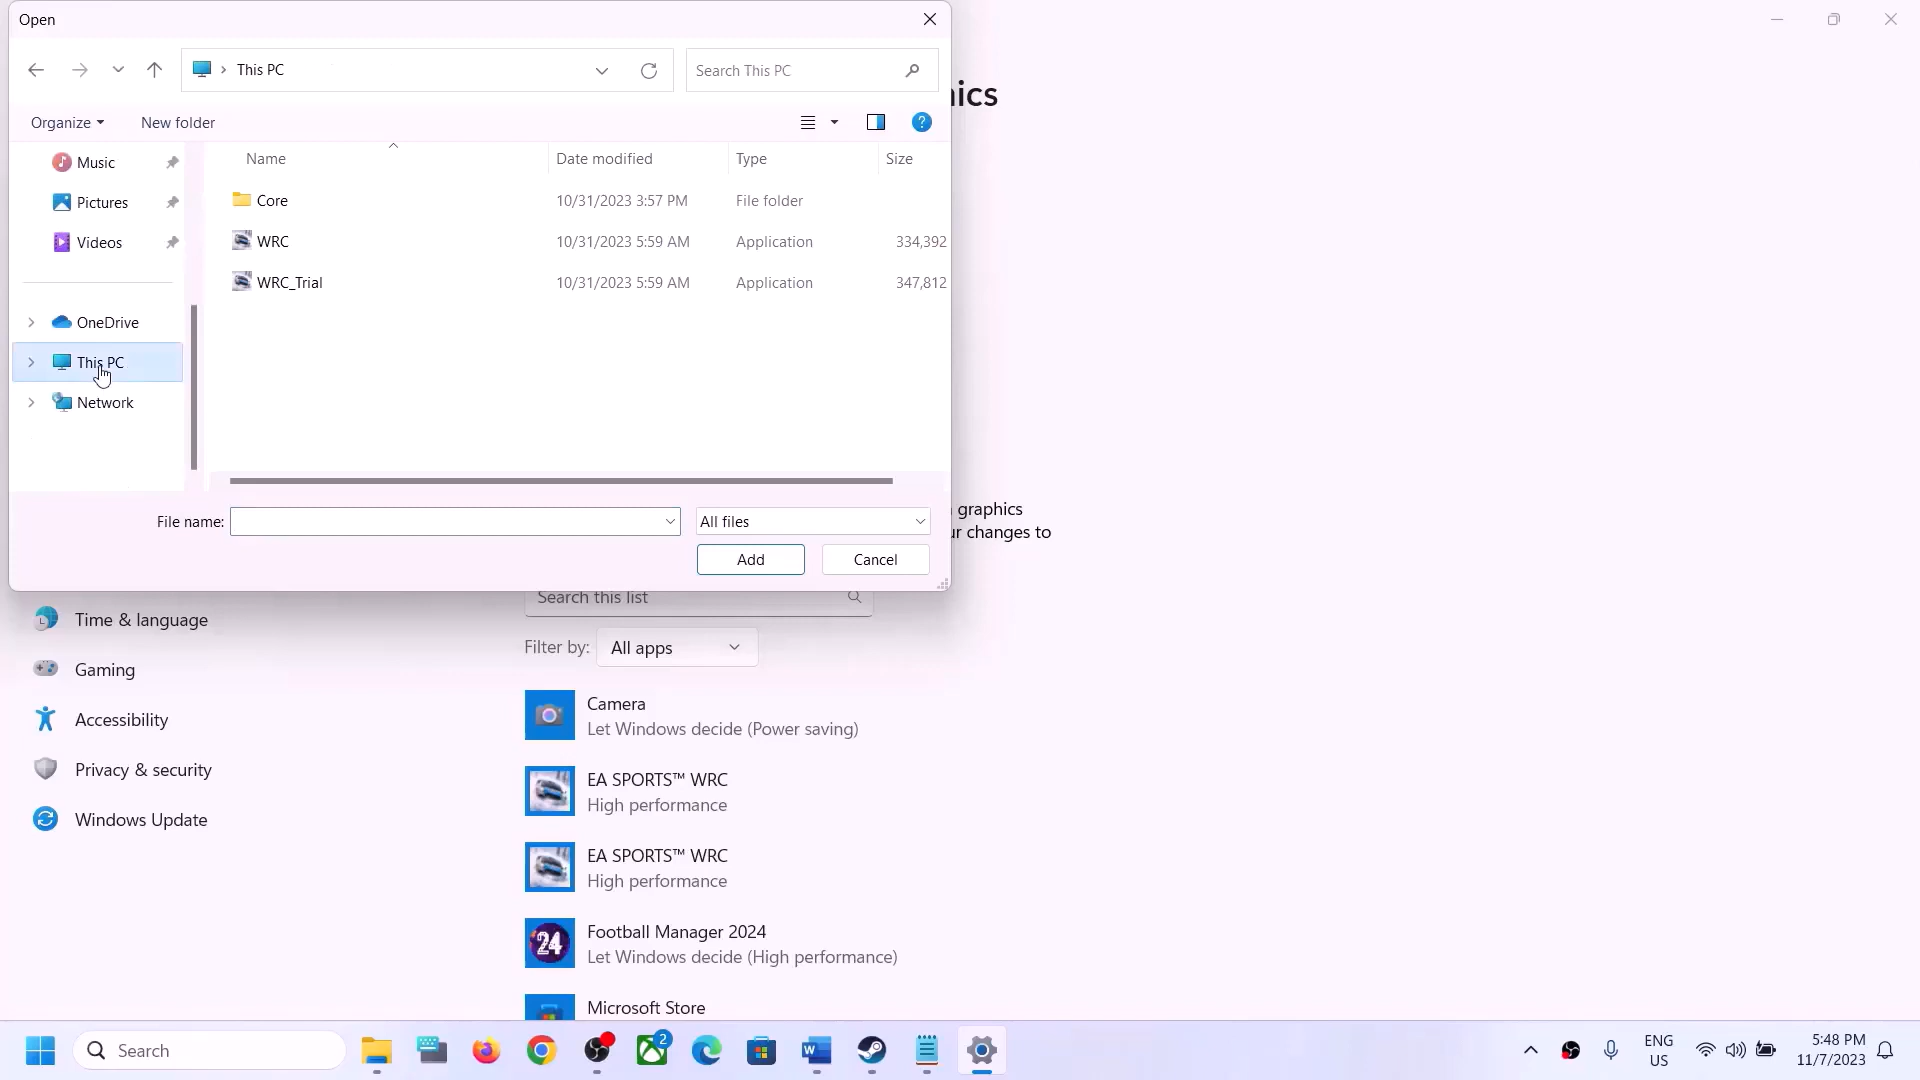 Open
This PC
Search This PC
Organize
New folder
Name
Date modified
Type
Size
Music
Pictures
Videos
OneDrive
This PC
Network
Core 10/31/2023 3:57 PM File folder
WRC 10/31/2023 5:59 AM Application 334,392
WRC_Trial 10/31/2023 5:59 AM Application 347,812
File name:
All files
Add
Cancel
ics
graphics
ur changes to
Search this list
Filter by: All apps
Time & language
Gaming
Accessibility
Privacy & security
Windows Update
Camera
Let Windows decide (Power saving)
EA SPORTS™ WRC
High performance
EA SPORTS™ WRC
High performance
24
Football Manager 2024
Let Windows decide (High performance)
Microsoft Store
Search
2
ENG
US
5:48 PM
11/7/2023